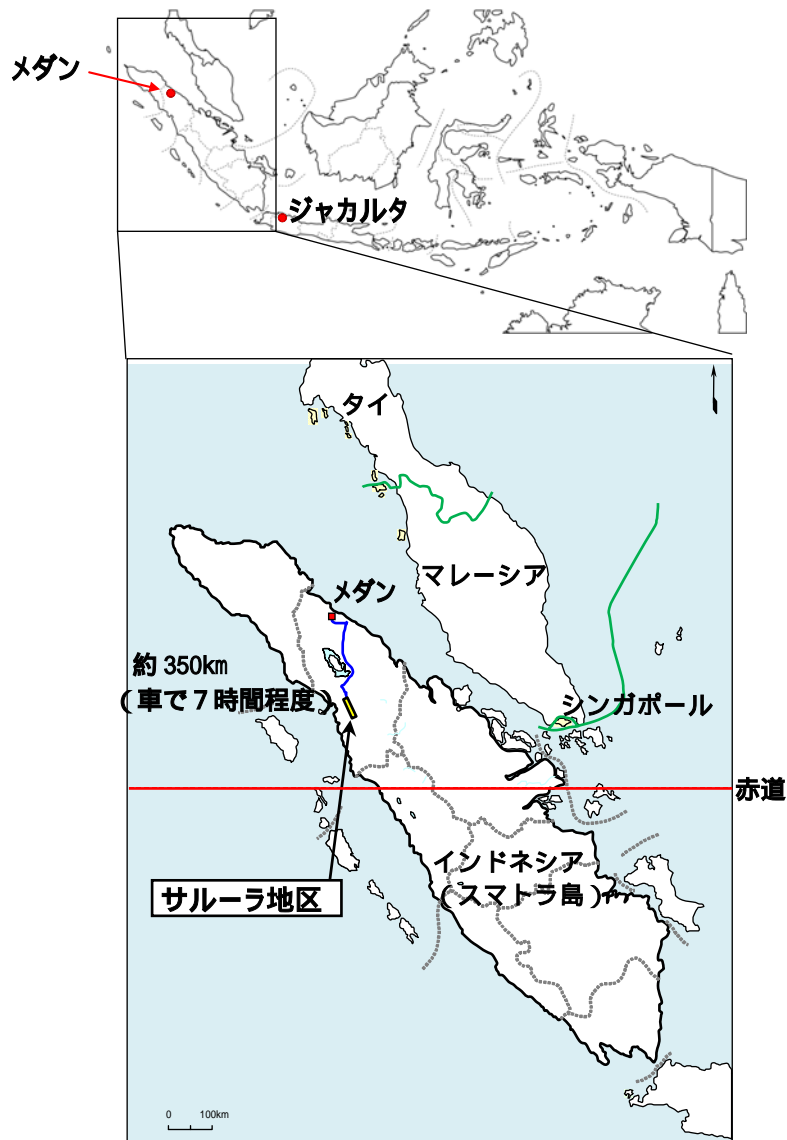 メダン
ジャカルタ
タイ
マレーシア
メダン
約 350km
（車で７時間程度）
シンガポール
赤道
インドネシア
（スマトラ島）
サルーラ地区
0 100km